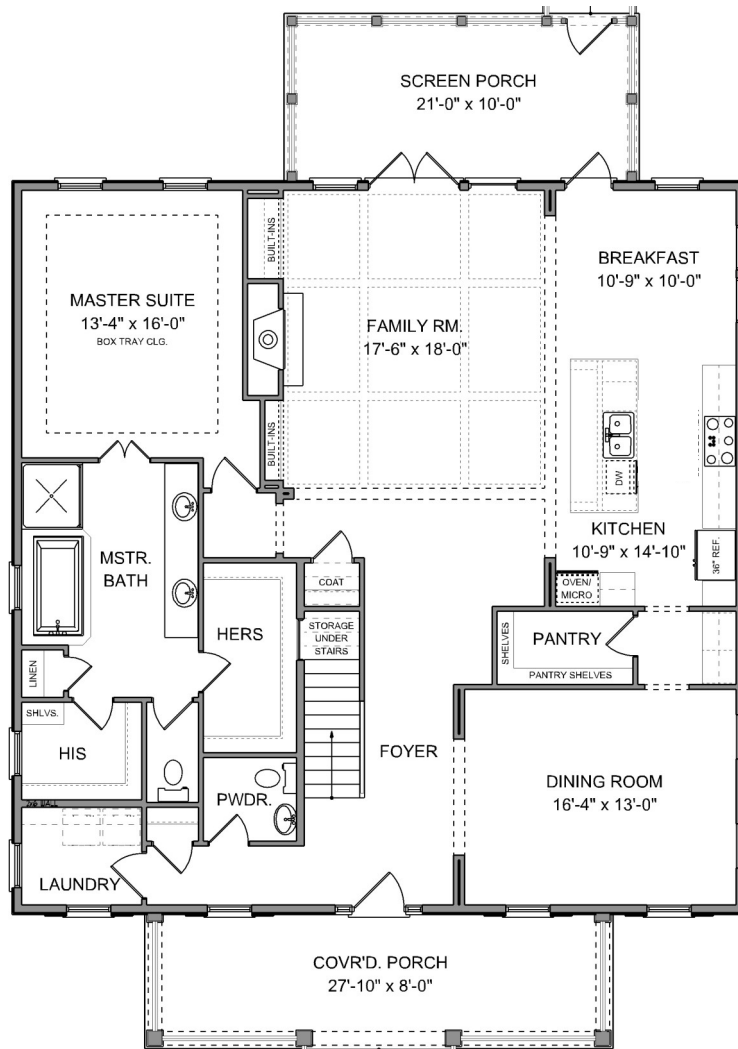 SCREEN PORCH
21'-0" x 10'-0"
BUILT-INS
BREAKFAST
10'-9" x 10'-0"
MASTER SUITE
13'-4" x 16'-0"
BOX TRAY CLG.
FAMILY RM.
17'-6" x 18'-0"
BUILT-INS
DW
KITCHEN
10'-9" x 14'-10"
36" REF.
MSTR.
BATH
COAT
OVEN/
MICRO
HERS
STORAGE
UNDER
STAIRS
SHELVES
PANTRY
PANTRY SHELVES
LINEN
SHLVS.
HIS
FOYER
DINING ROOM
16'-4" x 13'-0"
PWDR.
LAUNDRY
COVR'D. PORCH
27'-10" x 8'-0"